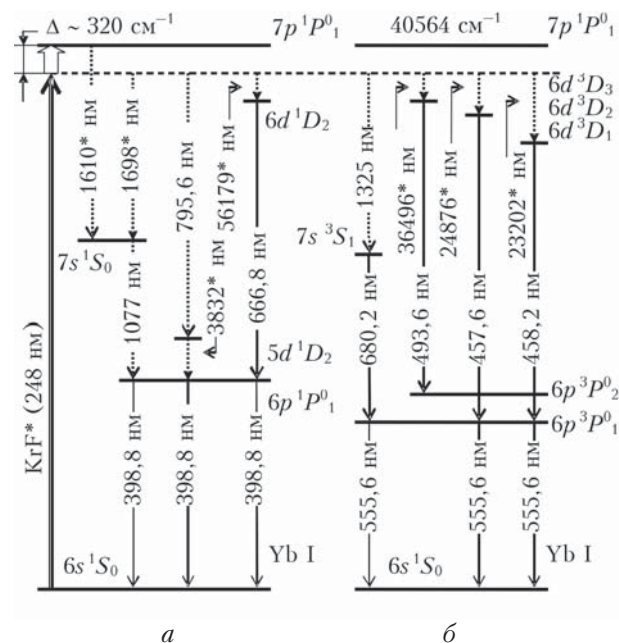 Δ ~ 320 см⁻¹
7p ¹P⁰₁
40564 см⁻¹
7p ¹P⁰₁
6d ³D₃
6d ³D₂
6d ³D₁
6d ¹D₂
1610* нм
1698* нм
795,6 нм
3832* нм
56179* нм
1325 нм
36496* нм
24876* нм
23202* нм
7s ¹S₀
7s ³S₁
1077 нм
666,8 нм
680,2 нм
493,6 нм
457,6 нм
458,2 нм
5d ¹D₂
6p ¹P⁰₁
6p ³P⁰₂
6p ³P⁰₁
KrF* (248 нм)
398,8 нм
398,8 нм
398,8 нм
555,6 нм
555,6 нм
555,6 нм
6s ¹S₀
Yb I
6s ¹S₀
Yb I
а
б